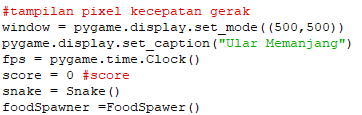 #tampilan pixel kecepatan gerak
window = pygame.display.set_mode((500,500))
pygame.display.set_caption("Ular Memanjang")
fps = pygame.time.Clock()
score = 0 #score
snake = Snake()
foodSpawner =FoodSpawer()